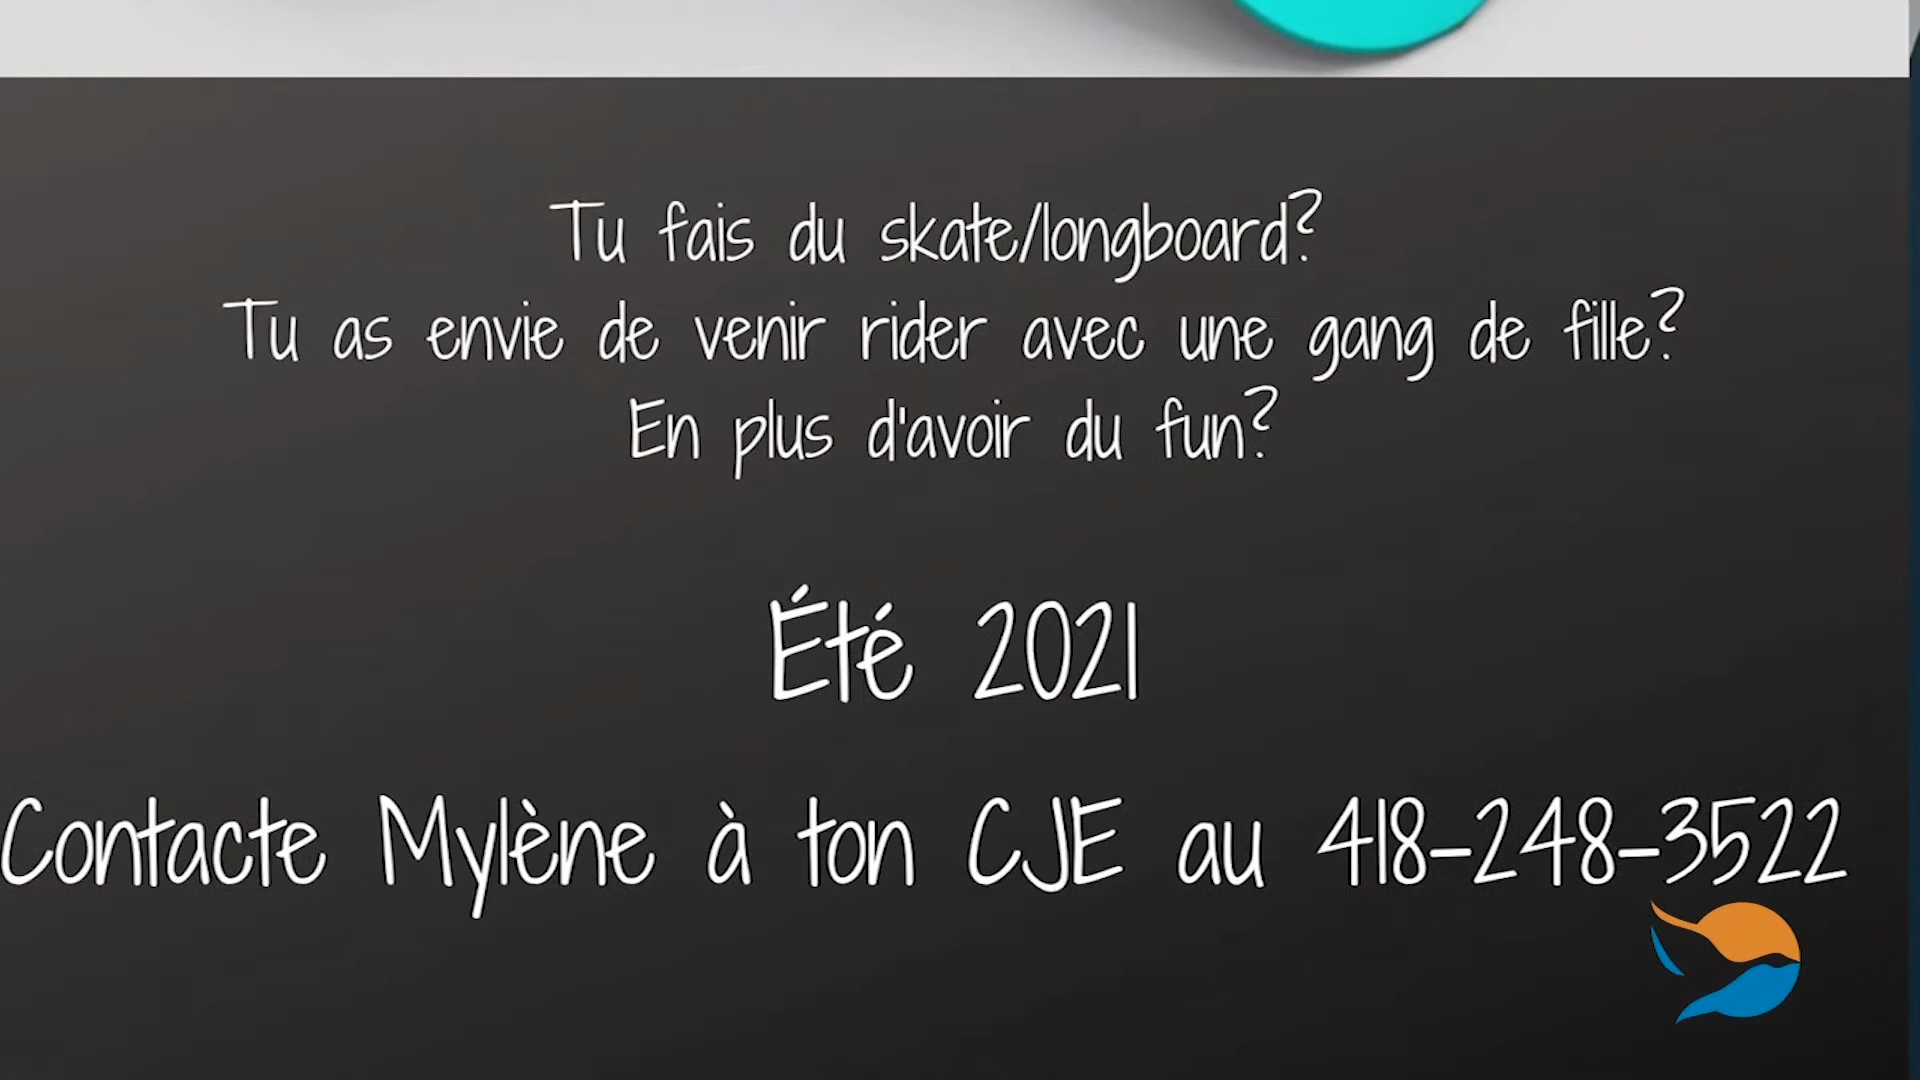 Tu fais du skate/longboard?
Tu as envie de venir rider avec une gang de fille?
En plus d'avoir du fun?
Été 2021
Contacte Mylène à ton CJE au 418-248-3522